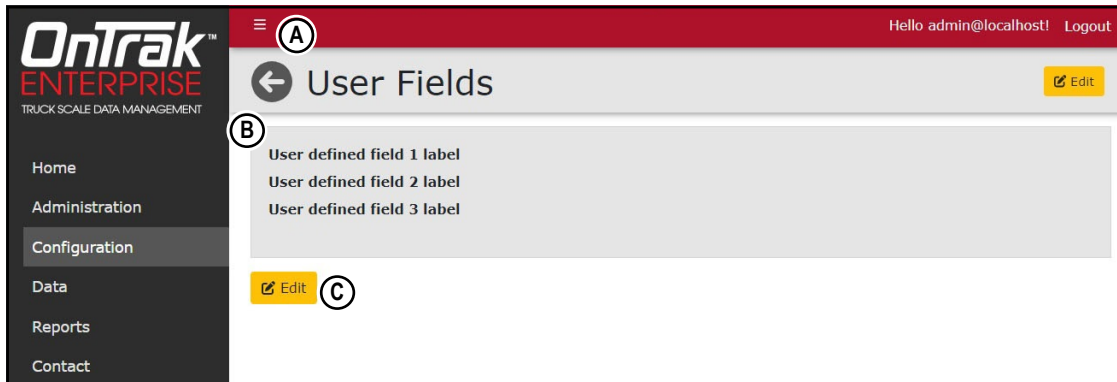 OnTrak™
ENTERPRISE
TRUCK SCALE DATA MANAGEMENT
Home
Administration
Configuration
Data
Reports
Contact
A
Hello admin@localhost! Logout
User Fields
Edit
B
User defined field 1 label
User defined field 2 label
User defined field 3 label
Edit
C